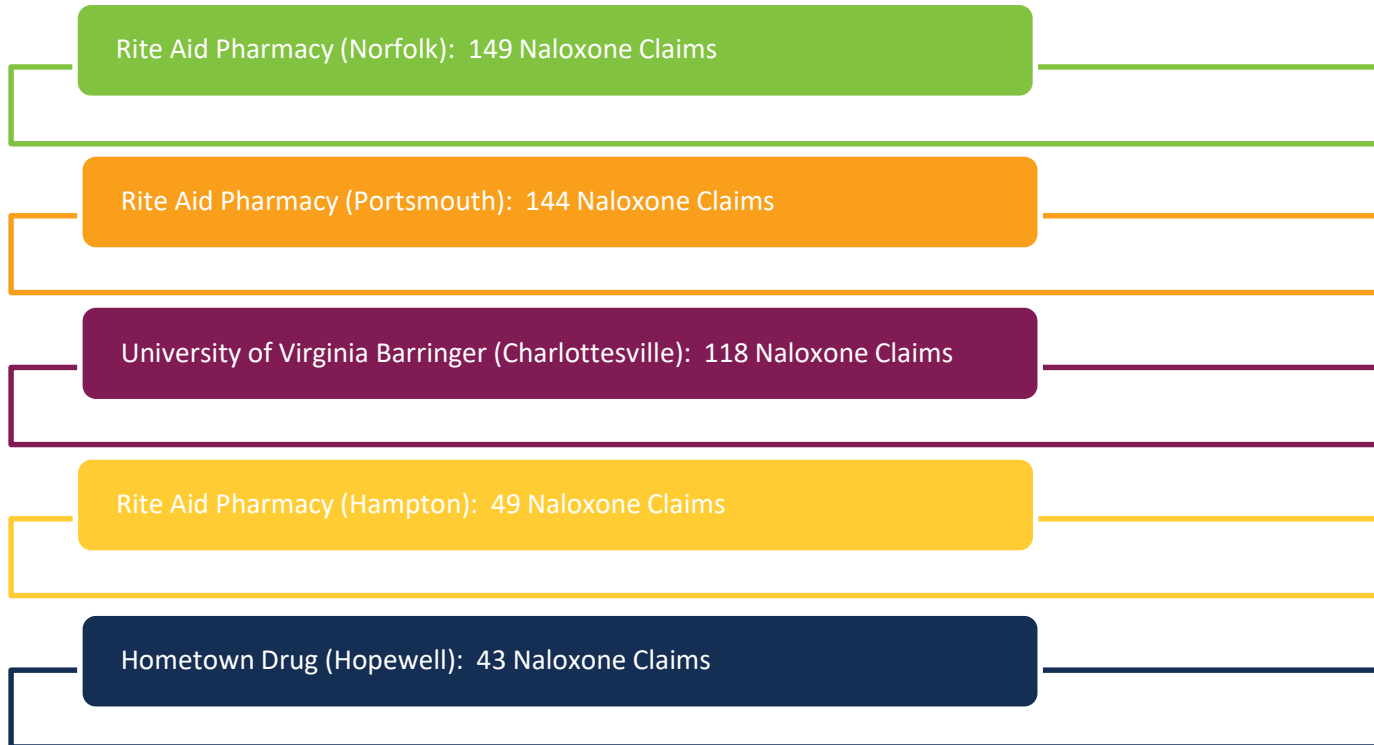 Rite Aid Pharmacy (Norfolk):  149 Naloxone Claims
Rite Aid Pharmacy (Portsmouth):  144 Naloxone Claims
University of Virginia Barringer (Charlottesville):  118 Naloxone Claims
Rite Aid Pharmacy (Hampton):  49 Naloxone Claims
Hometown Drug (Hopewell):  43 Naloxone Claims